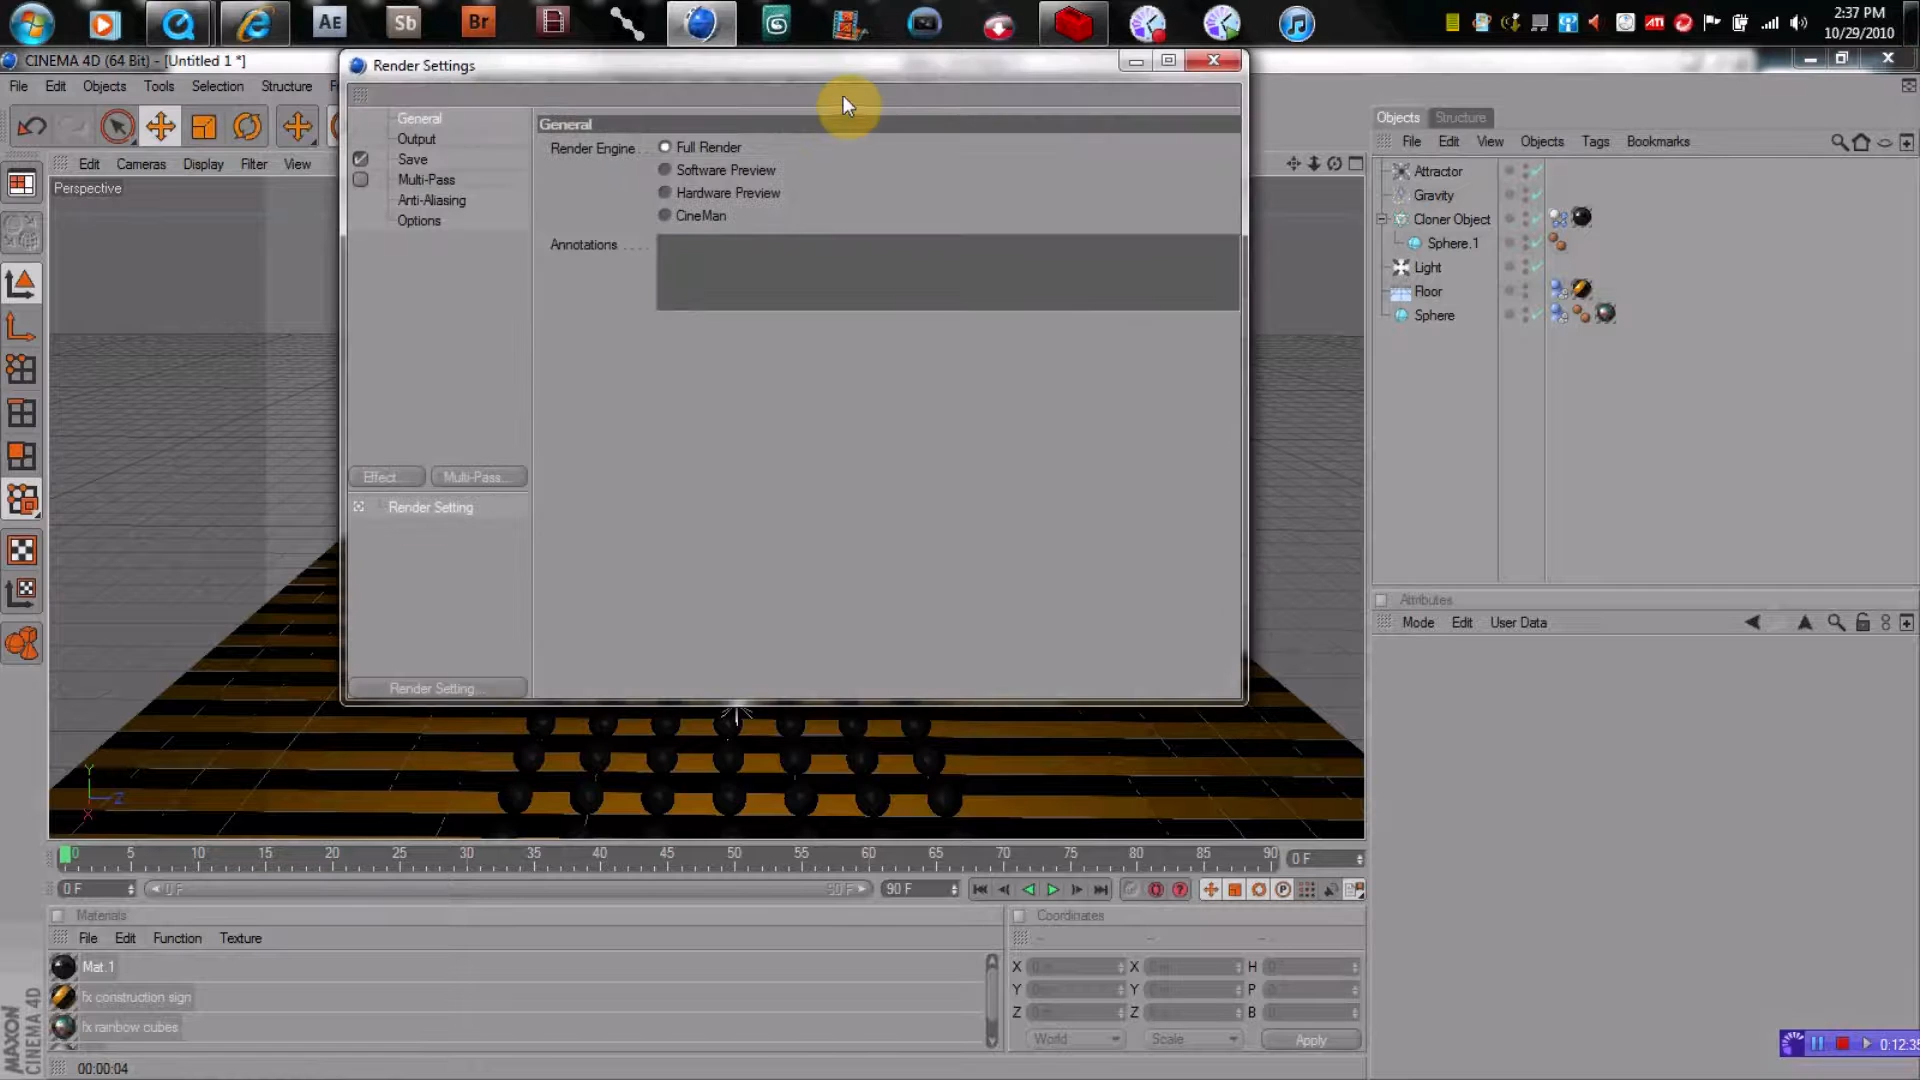 Ae
Sb
Br
ATI
2:37 PM
10/29/2010
CINEMA 4D (64 Bit) - [Untitled 1 *]
File Edit Objects Tools Selection Structure
Render Settings
General
Output
Save
Multi-Pass
Anti-Aliasing
Options
Effect...
Multi-Pass...
Render Setting
Render Setting...
General
Render Engine
Full Render
Software Preview
Hardware Preview
CineMan
Annotations
Edit Cameras Display Filter View
Perspective
Y
Z
X
Objects Structure
File Edit View Objects Tags Bookmarks
Attractor
Gravity
Cloner Object
Sphere.1
Light
Floor
Sphere
Attributes
Mode Edit User Data
0 5 10 15 20 25 30 35 40 45 50 55 60 65 70 75 80 85 90
0 F
0 F
0 F
90 F
Materials
File Edit Function Texture
Mat.1
fx construction sign
fx rainbow cubes
Coordinates
X X H
Y Y P
Z Z B
World Scale Apply
MAXON
CINEMA 4D
00:00:04
0:12:35